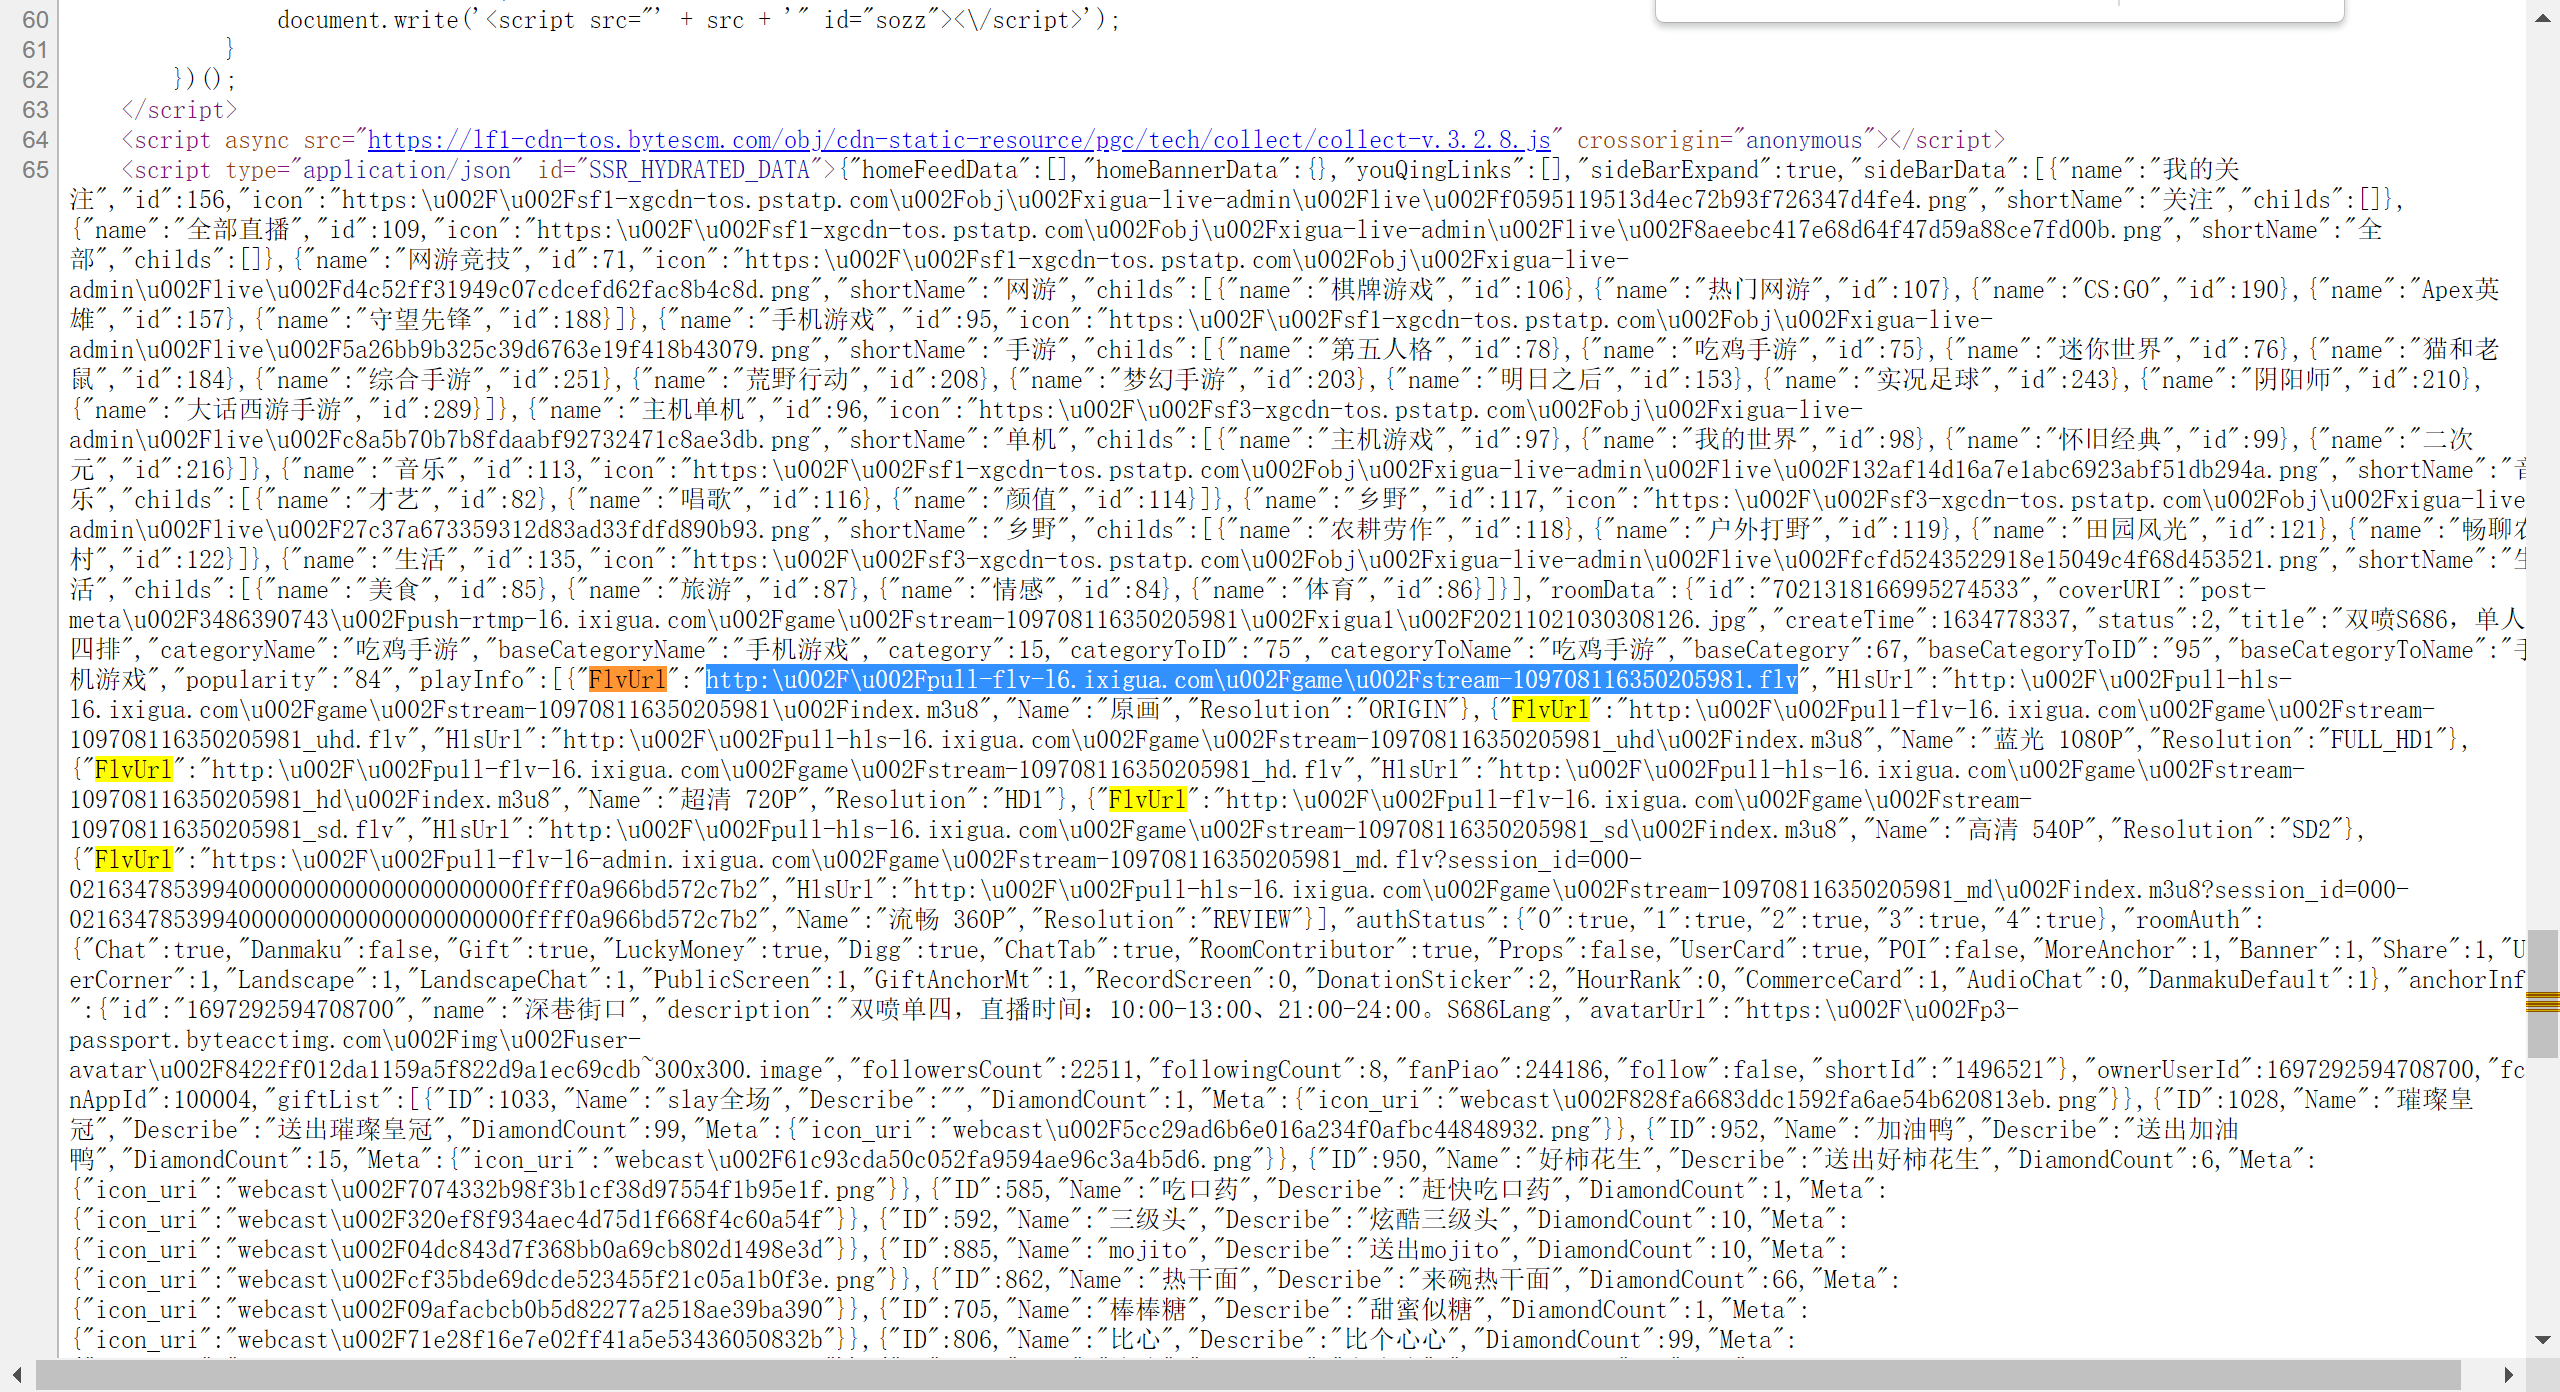 60 document.write('<script src="' + src + '" id="sozz"><\/script>');
61 }
62 })();
63 </script>
64 <script async src="https://lf1-cdn-tos.bytescm.com/obj/cdn-static-resource/pgc/tech/collect/collect-v.3.2.8.js" crossorigin="anonymous"></script>
65 <script type="application/json" id="SSR_HYDRATED_DATA">{"homeFeedData":[],"homeBannerData":{},"youQingLinks":[],"sideBarExpand":true,"sideBarData":[{"name":"我的关
注","id":156,"icon":"https:\u002F\u002Fsf1-xgcdn-tos.pstatp.com\u002Fobj\u002Fxigua-live-admin\u002Flive\u002Ff0595119513d4ec72b93f726347d4fe4.png","shortName":"关注","childs":[]},
{"name":"全部直播","id":109,"icon":"https:\u002F\u002Fsf1-xgcdn-tos.pstatp.com\u002Fobj\u002Fxigua-live-admin\u002Flive\u002F8aeebc417e68d64f47d59a88ce7fd00b.png","shortName":"全
部","childs":[]},{"name":"网游竞技","id":71,"icon":"https:\u002F\u002Fsf1-xgcdn-tos.pstatp.com\u002Fobj\u002Fxigua-live-
admin\u002Flive\u002Fd4c52ff31949c07cdcefd62fac8b4c8d.png","shortName":"网游","childs":[{"name":"棋牌游戏","id":106},{"name":"热门网游","id":107},{"name":"CS:GO","id":190},{"name":"Apex英
雄","id":157},{"name":"守望先锋","id":188}]},{"name":"手机游戏","id":95,"icon":"https:\u002F\u002Fsf1-xgcdn-tos.pstatp.com\u002Fobj\u002Fxigua-live-
admin\u002Flive\u002F5a26bb9b325c39d6763e19f418b43079.png","shortName":"手游","childs":[{"name":"第五人格","id":78},{"name":"吃鸡手游","id":75},{"name":"迷你世界","id":76},{"name":"猫和老
鼠","id":184},{"name":"综合手游","id":251},{"name":"荒野行动","id":208},{"name":"梦幻手游","id":203},{"name":"明日之后","id":153},{"name":"实况足球","id":243},{"name":"阴阳师","id":210},
{"name":"大话西游手游","id":289}]},{"name":"主机单机","id":96,"icon":"https:\u002F\u002Fsf3-xgcdn-tos.pstatp.com\u002Fobj\u002Fxigua-live-
admin\u002Flive\u002Fc8a5b70b7b8fdaabf92732471c8ae3db.png","shortName":"单机","childs":[{"name":"主机游戏","id":97},{"name":"我的世界","id":98},{"name":"怀旧经典","id":99},{"name":"二次
元","id":216}]},{"name":"音乐","id":113,"icon":"https:\u002F\u002Fsf1-xgcdn-tos.pstatp.com\u002Fobj\u002Fxigua-live-admin\u002Flive\u002F132af14d16a7e1abc6923abf51db294a.png","shortName":"音
乐","childs":[{"name":"才艺","id":82},{"name":"唱歌","id":116},{"name":"颜值","id":114}]},{"name":"乡野","id":117,"icon":"https:\u002F\u002Fsf3-xgcdn-tos.pstatp.com\u002Fobj\u002Fxigua-live
admin\u002Flive\u002F27c37a673359312d83ad33fdfd890b93.png","shortName":"乡野","childs":[{"name":"农耕劳作","id":118},{"name":"户外打野","id":119},{"name":"田园风光","id":121},{"name":"畅聊农
村","id":122}]},{"name":"生活","id":135,"icon":"https:\u002F\u002Fsf3-xgcdn-tos.pstatp.com\u002Fobj\u002Fxigua-live-admin\u002Flive\u002Ffcfd5243522918e15049c4f68d453521.png","shortName":"生
活","childs":[{"name":"美食","id":85},{"name":"旅游","id":87},{"name":"情感","id":84},{"name":"体育","id":86}]}],"roomData":{"id":"7021318166995274533","coverURI":"post-
meta\u002F3486390743\u002Fpush-rtmp-l6.ixigua.com\u002Fgame\u002Fstream-109708116350205981\u002Fxigua1\u002F20211021030308126.jpg","createTime":1634778337,"status":2,"title":"双喷S686，单人
四排","categoryName":"吃鸡手游","baseCategoryName":"手机游戏","category":15,"categoryToID":"75","categoryToName":"吃鸡手游","baseCategory":67,"baseCategoryToID":"95","baseCategoryToName":"手
机游戏","popularity":"84","playInfo":[{"FlvUrl":"http:\u002F\u002Fpull-flv-l6.ixigua.com\u002Fgame\u002Fstream-109708116350205981.flv","HlsUrl":"http:\u002F\u002Fpull-hls-
l6.ixigua.com\u002Fgame\u002Fstream-109708116350205981\u002Findex.m3u8","Name":"原画","Resolution":"ORIGIN"},{"FlvUrl":"http:\u002F\u002Fpull-flv-l6.ixigua.com\u002Fgame\u002Fstream-
109708116350205981_uhd.flv","HlsUrl":"http:\u002F\u002Fpull-hls-l6.ixigua.com\u002Fgame\u002Fstream-109708116350205981_uhd\u002Findex.m3u8","Name":"蓝光 1080P","Resolution":"FULL_HD1"},
{"FlvUrl":"http:\u002F\u002Fpull-flv-l6.ixigua.com\u002Fgame\u002Fstream-109708116350205981_hd.flv","HlsUrl":"http:\u002F\u002Fpull-hls-l6.ixigua.com\u002Fgame\u002Fstream-
109708116350205981_hd\u002Findex.m3u8","Name":"超清 720P","Resolution":"HD1"},{"FlvUrl":"http:\u002F\u002Fpull-flv-l6.ixigua.com\u002Fgame\u002Fstream-
109708116350205981_sd.flv","HlsUrl":"http:\u002F\u002Fpull-hls-l6.ixigua.com\u002Fgame\u002Fstream-109708116350205981_sd\u002Findex.m3u8","Name":"高清 540P","Resolution":"SD2"},
{"FlvUrl":"https:\u002F\u002Fpull-flv-l6-admin.ixigua.com\u002Fgame\u002Fstream-109708116350205981_md.flv?session_id=000-
0216347853994000000000000000000000000ffff0a966bd572c7b2","HlsUrl":"http:\u002F\u002Fpull-hls-l6.ixigua.com\u002Fgame\u002Fstream-109708116350205981_md\u002Findex.m3u8?session_id=000-
0216347853994000000000000000000000000ffff0a966bd572c7b2","Name":"流畅 360P","Resolution":"REVIEW"}],"authStatus":{"0":true,"1":true,"2":true,"3":true,"4":true},"roomAuth":
{"Chat":true,"Danmaku":false,"Gift":true,"LuckyMoney":true,"Digg":true,"ChatTab":true,"RoomContributor":true,"Props":false,"UserCard":true,"POI":false,"MoreAnchor":1,"Banner":1,"Share":1,"U
erCorner":1,"Landscape":1,"LandscapeChat":1,"PublicScreen":1,"GiftAnchorMt":1,"RecordScreen":0,"DonationSticker":2,"HourRank":0,"CommerceCard":1,"AudioChat":0,"DanmakuDefault":1},"anchorInf
":{"id":"1697292594708700","name":"深巷街口","description":"双喷单四，直播时间：10:00-13:00、21:00-24:00。S686Lang","avatarUrl":"https:\u002F\u002Fp3-
passport.byteacctimg.com\u002Fimg\u002Fuser-
avatar\u002F8422ff012da1159a5f822d9a1ec69cdb~300x300.image","followersCount":22511,"followingCount":8,"fanPiao":244186,"follow":false,"shortId":"1496521"},"ownerUserId":1697292594708700,"fc
nAppId":100004,"giftList":[{"ID":1033,"Name":"slay全场","Describe":"","DiamondCount":1,"Meta":{"icon_uri":"webcast\u002F828fa6683ddc1592fa6ae54b620813eb.png"}},{"ID":1028,"Name":"璀璨皇
冠","Describe":"送出璀璨皇冠","DiamondCount":99,"Meta":{"icon_uri":"webcast\u002F5cc29ad6b6e016a234f0afbc44848932.png"}},{"ID":952,"Name":"加油鸭","Describe":"送出加油
鸭","DiamondCount":15,"Meta":{"icon_uri":"webcast\u002F61c93cda50c052fa9594ae96c3a4b5d6.png"}},{"ID":950,"Name":"好柿花生","Describe":"送出好柿花生","DiamondCount":6,"Meta":
{"icon_uri":"webcast\u002F7074332b98f3b1cf38d97554f1b95e1f.png"}},{"ID":585,"Name":"吃口药","Describe":"赶快吃口药","DiamondCount":1,"Meta":
{"icon_uri":"webcast\u002F320ef8f934aec4d75d1f668f4c60a54f"}},{"ID":592,"Name":"三级头","Describe":"炫酷三级头","DiamondCount":10,"Meta":
{"icon_uri":"webcast\u002F04dc843d7f368bb0a69cb802d1498e3d"}},{"ID":885,"Name":"mojito","Describe":"送出mojito","DiamondCount":10,"Meta":
{"icon_uri":"webcast\u002Fcf35bde69dcde523455f21c05a1b0f3e.png"}},{"ID":862,"Name":"热干面","Describe":"来碗热干面","DiamondCount":66,"Meta":
{"icon_uri":"webcast\u002F09afacbcb0b5d82277a2518ae39ba390"}},{"ID":705,"Name":"棒棒糖","Describe":"甜蜜似糖","DiamondCount":1,"Meta":
{"icon_uri":"webcast\u002F71e28f16e7e02ff41a5e53436050832b"}},{"ID":806,"Name":"比心","Describe":"比个心心","DiamondCount":99,"Meta":